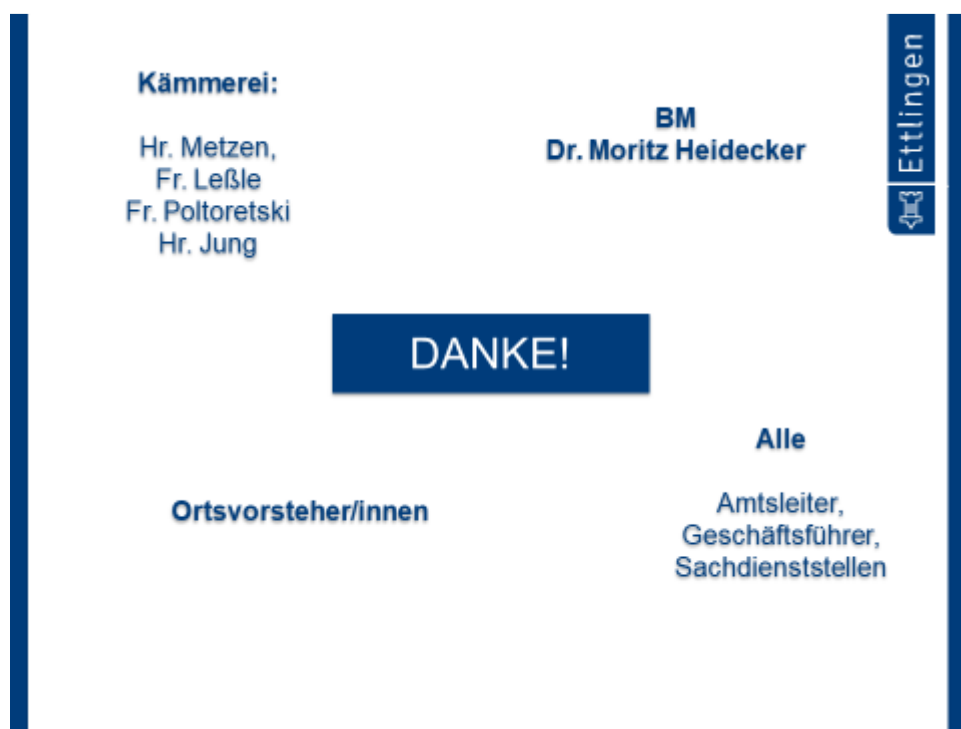 Kämmerei:
Hr. Metzen,
Fr. Leßle
Fr. Poltoretski
Hr. Jung
BM
Dr. Moritz Heidecker
Ettlingen
DANKE!
Ortsvorsteher/innen
Alle
Amtsleiter,
Geschäftsführer,
Sachdienststellen